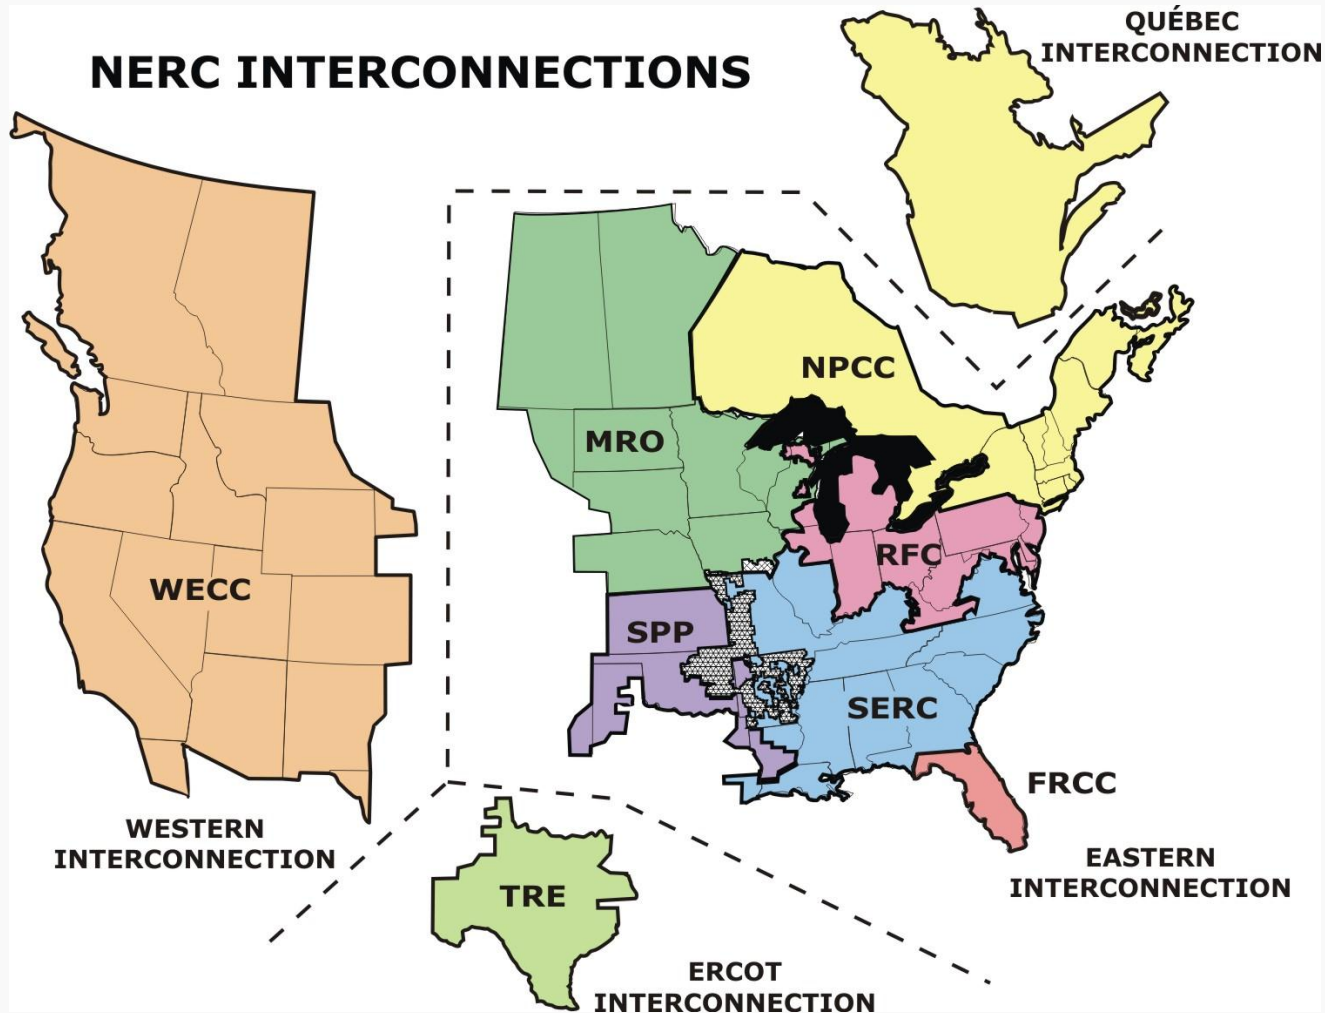 NERC INTERCONNECTIONS
QUÉBEC
INTERCONNECTION
NPCC
MRO
RFC
WECC
SPP
SERC
FRCC
WESTERN
INTERCONNECTION
EASTERN
INTERCONNECTION
TRE
ERCOT
INTERCONNECTION